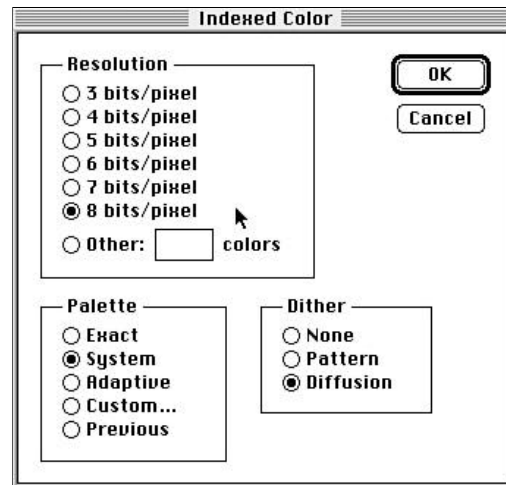 Indexed Color
Resolution
3 bits/pixel
4 bits/pixel
5 bits/pixel
6 bits/pixel
7 bits/pixel
8 bits/pixel
Other: colors
OK
Cancel
Palette
Exact
System
Adaptive
Custom...
Previous
Dither
None
Pattern
Diffusion